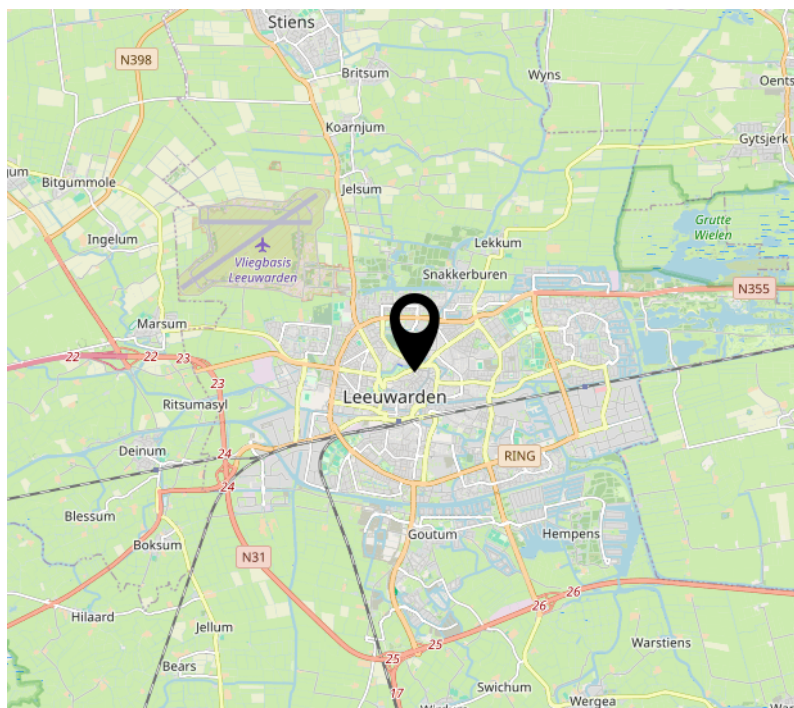 Stiens
N398
Britsum
Wyns
Oents
Koarnjum
Gytsjerk
gum
Bitgummole
Jelsum
Grutte
Wielen
Ingelum
Lekkum
Vliegbasis
Leeuwarden
Snakkerburen
N355
Marsum
22
22
23
23
Leeuwarden
Ritsumasyl
Deinum
24
RING
24
Blessum
Goutum
Hempens
Boksum
N31
26
26
Hilaard
Jellum
Warstiens
25
25
Bears
Swichum
17
Wergea